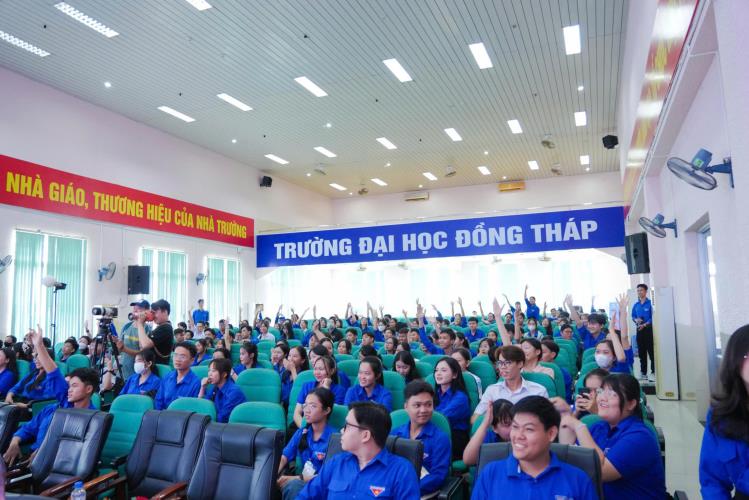 NHÀ GIÁO, THƯƠNG HIỆU CỦA NHÀ TRƯỜNG
TRƯỜNG ĐẠI HỌC ĐỒNG THÁP